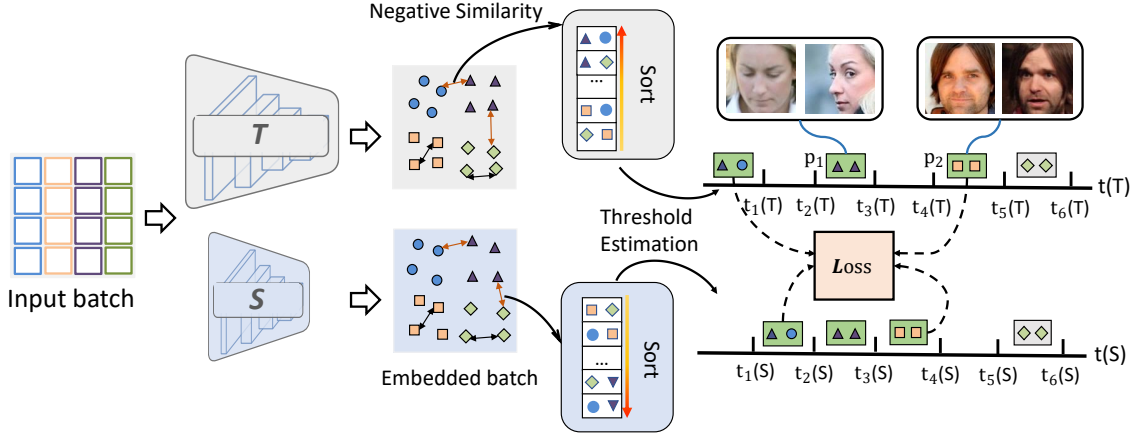 Negative Similarity
Sort
...
T
Input batch
S
Embedded batch
Sort
...
Threshold
Estimation
p1
p2
t(T)
t1(T) t2(T) t3(T) t4(T) t5(T) t6(T)
Loss
t(S)
t1(S) t2(S) t3(S) t4(S) t5(S) t6(S)